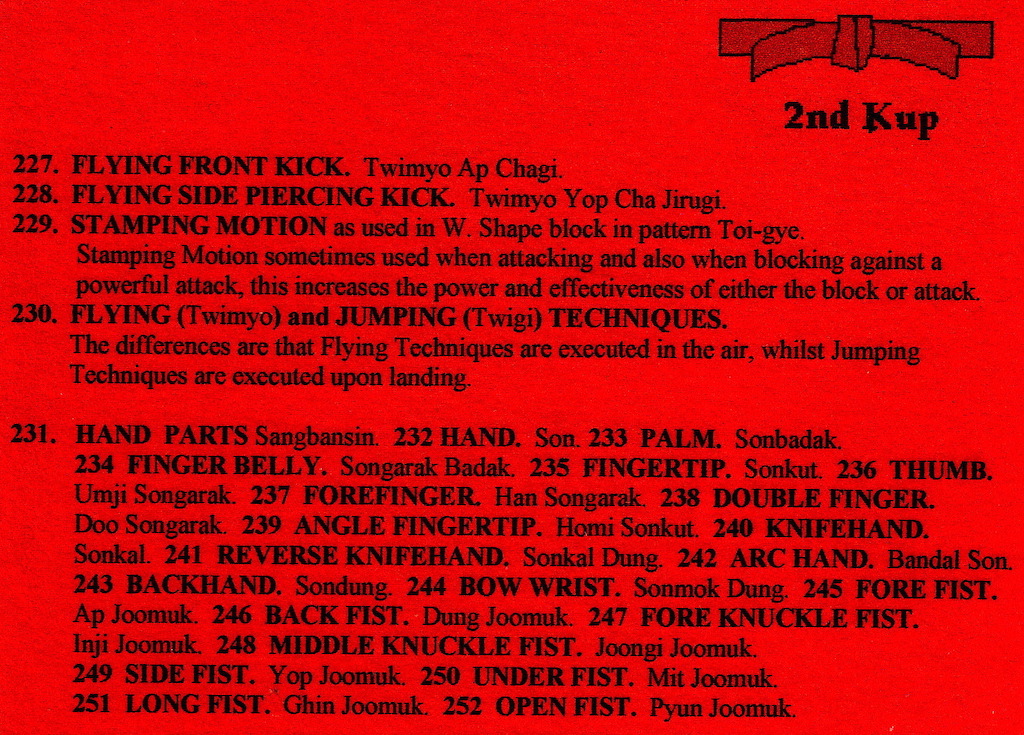 2nd Kup
227. FLYING FRONT KICK. Twimyo Ap Chagi.
228. FLYING SIDE PIERCING KICK. Twimyo Yop Cha Jirugi.
229. STAMPING MOTION as used in W. Shape block in pattern Toi-gye.
Stamping Motion sometimes used when attacking and also when blocking against a
powerful attack, this increases the power and effectiveness of either the block or attack.
230. FLYING (Twimyo) and JUMPING (Twigi) TECHNIQUES.
The differences are that Flying Techniques are executed in the air, whilst Jumping
Techniques are executed upon landing.
231. HAND PARTS Sangbansin. 232 HAND. Son. 233 PALM. Sonbadak.
234 FINGER BELLY. Songarak Badak. 235 FINGERTIP. Sonkut. 236 THUMB.
Umji Songarak. 237 FOREFINGER. Han Songarak. 238 DOUBLE FINGER.
Doo Songarak. 239 ANGLE FINGERTIP. Homi Sonkut. 240 KNIFEHAND.
Sonkal. 241 REVERSE KNIFEHAND. Sonkal Dung. 242 ARC HAND. Bandal Son.
243 BACKHAND. Sondung. 244 BOW WRIST. Sonmok Dung. 245 FORE FIST.
Ap Joomuk. 246 BACK FIST. Dung Joomuk. 247 FORE KNUCKLE FIST.
Inji Joomuk. 248 MIDDLE KNUCKLE FIST. Joongi Joomuk.
249 SIDE FIST. Yop Joomuk. 250 UNDER FIST. Mit Joomuk.
251 LONG FIST. Ghin Joomuk. 252 OPEN FIST. Pyun Joomuk.